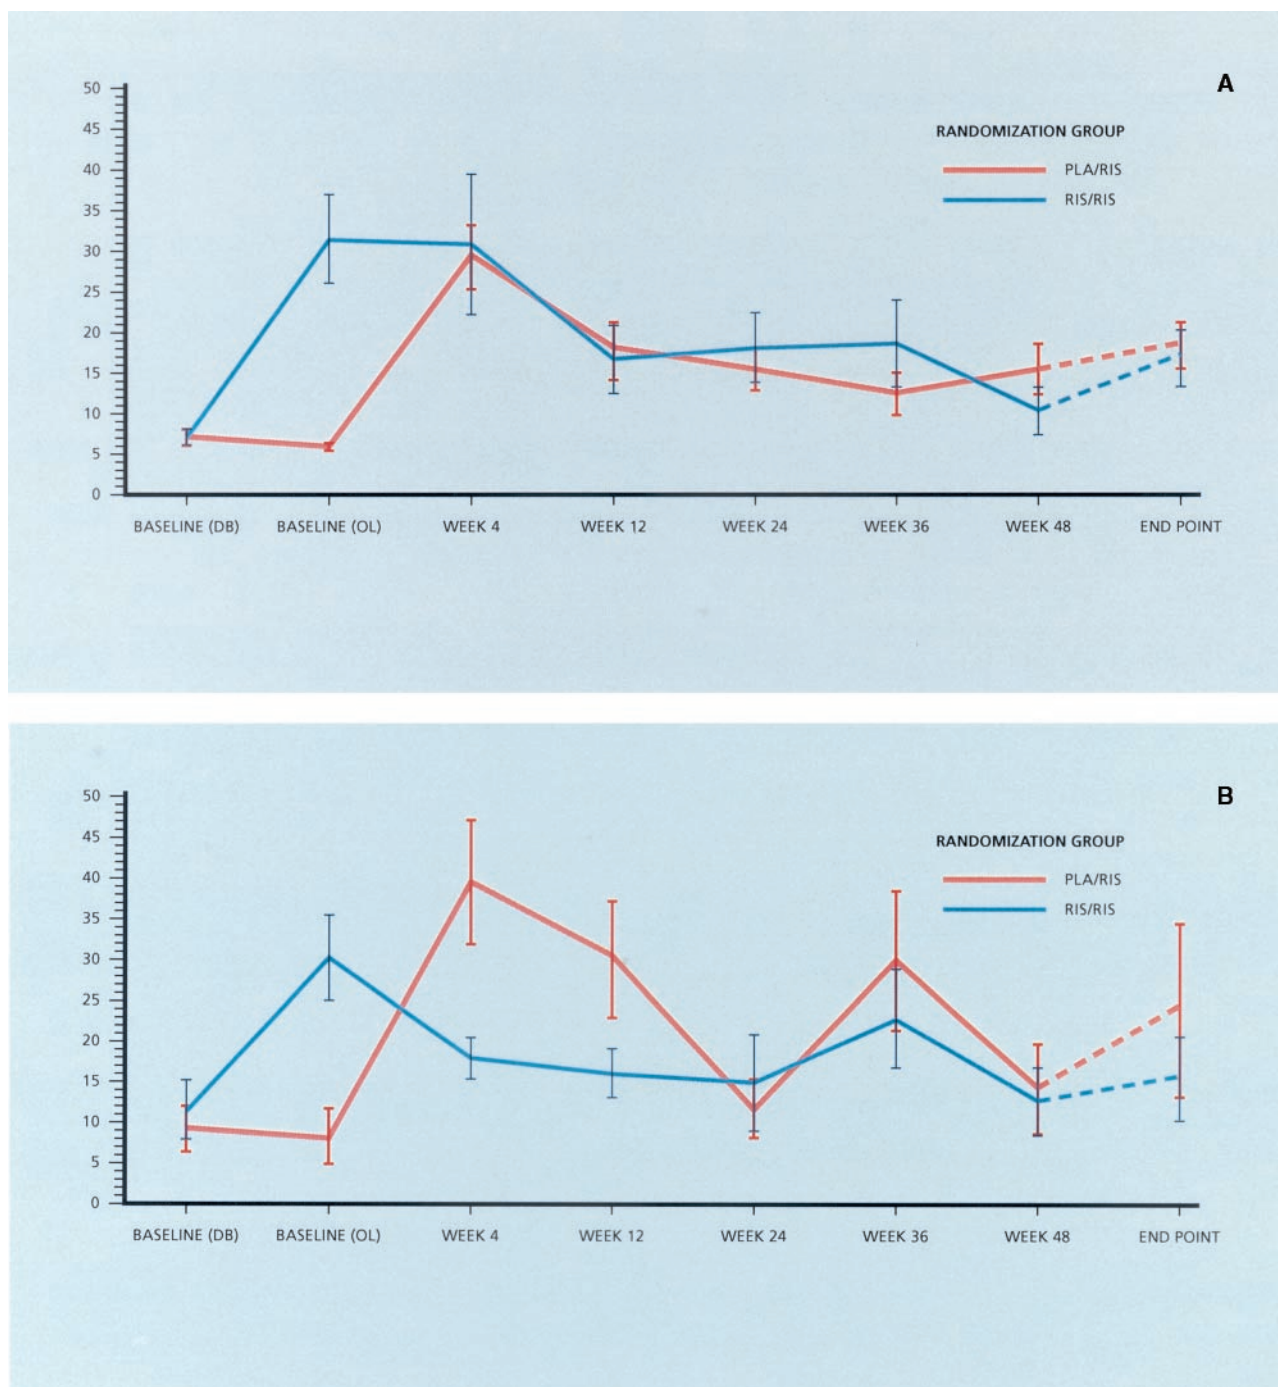 A
50
45
40
35
30
25
20
15
10
5
0
RANDOMIZATION GROUP
PLA/RIS
RIS/RIS
BASELINE (DB) BASELINE (OL) WEEK 4 WEEK 12 WEEK 24 WEEK 36 WEEK 48 END POINT
B
50
45
40
35
30
25
20
15
10
5
0
RANDOMIZATION GROUP
PLA/RIS
RIS/RIS
BASELINE (DB) BASELINE (OL) WEEK 4 WEEK 12 WEEK 24 WEEK 36 WEEK 48 END POINT